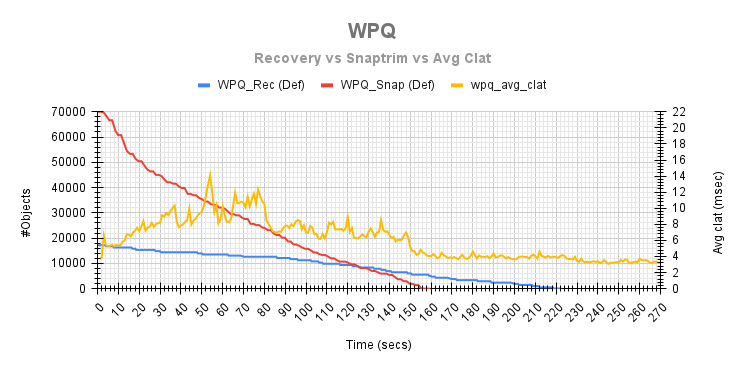 WPQ
Recovery vs Snaptrim vs Avg Clat
WPQ_Rec (Def) WPQ_Snap (Def) wpq_avg_clat
70000
60000
50000
40000
30000
20000
10000
0
#Objects
22
20
18
16
14
12
10
8
6
4
2
0
Avg clat (msec)
0 10 20 30 40 50 60 70 80 90 100 110 120 130 140 150 160 170 180 190 200 210 220 230 240 250 260 270
Time (secs)